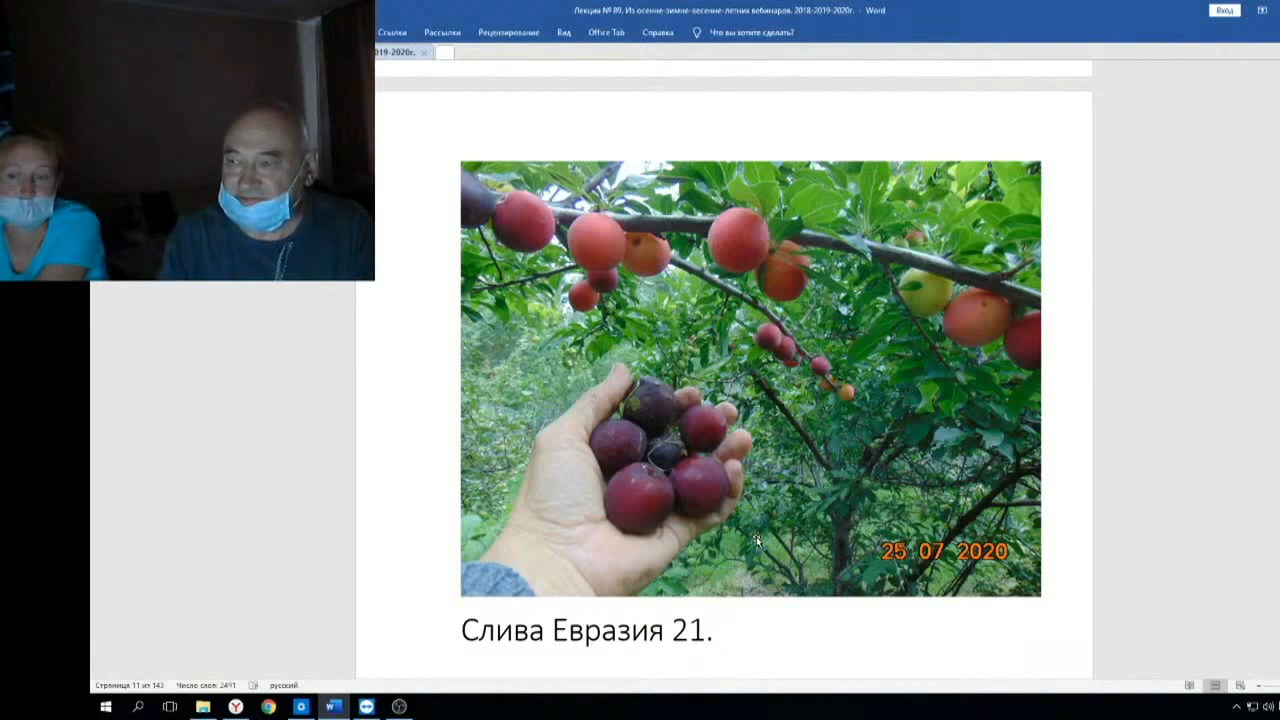 Лекция № 89. Из осенне-зимне-весенне-летних вебинаров. 2018-2019-2020г. - Word
Вход
Ссылки Рассылки Рецензирование Вид Office Tab Справка Что вы хотите сделать?
019-2020г.
25 07 2020
Слива Евразия 21.
Страница 11 из 143 Число слов: 2491 русский